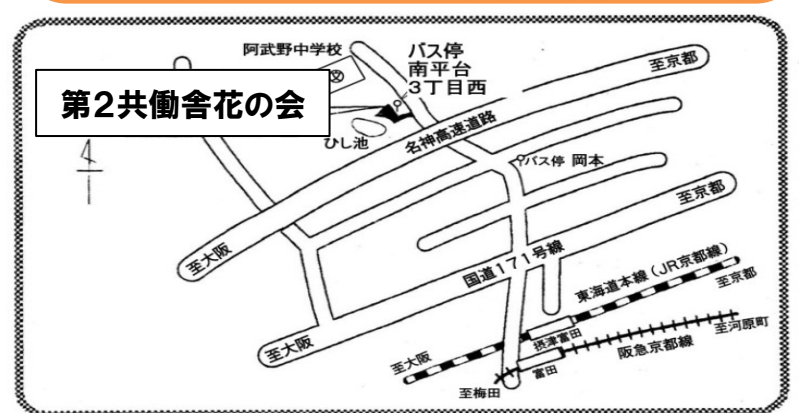 阿武野中学校
バス停
南平台
3丁目西
至京都
第2共働舎花の会
文
ひし池
名神高速道路
バス停 岡本
至京都
至大阪
国道171号線
東海道本線(JR京都線)
至京都
至大阪
摂津富田
至河原町
至大阪
阪急京都線
富田
至梅田